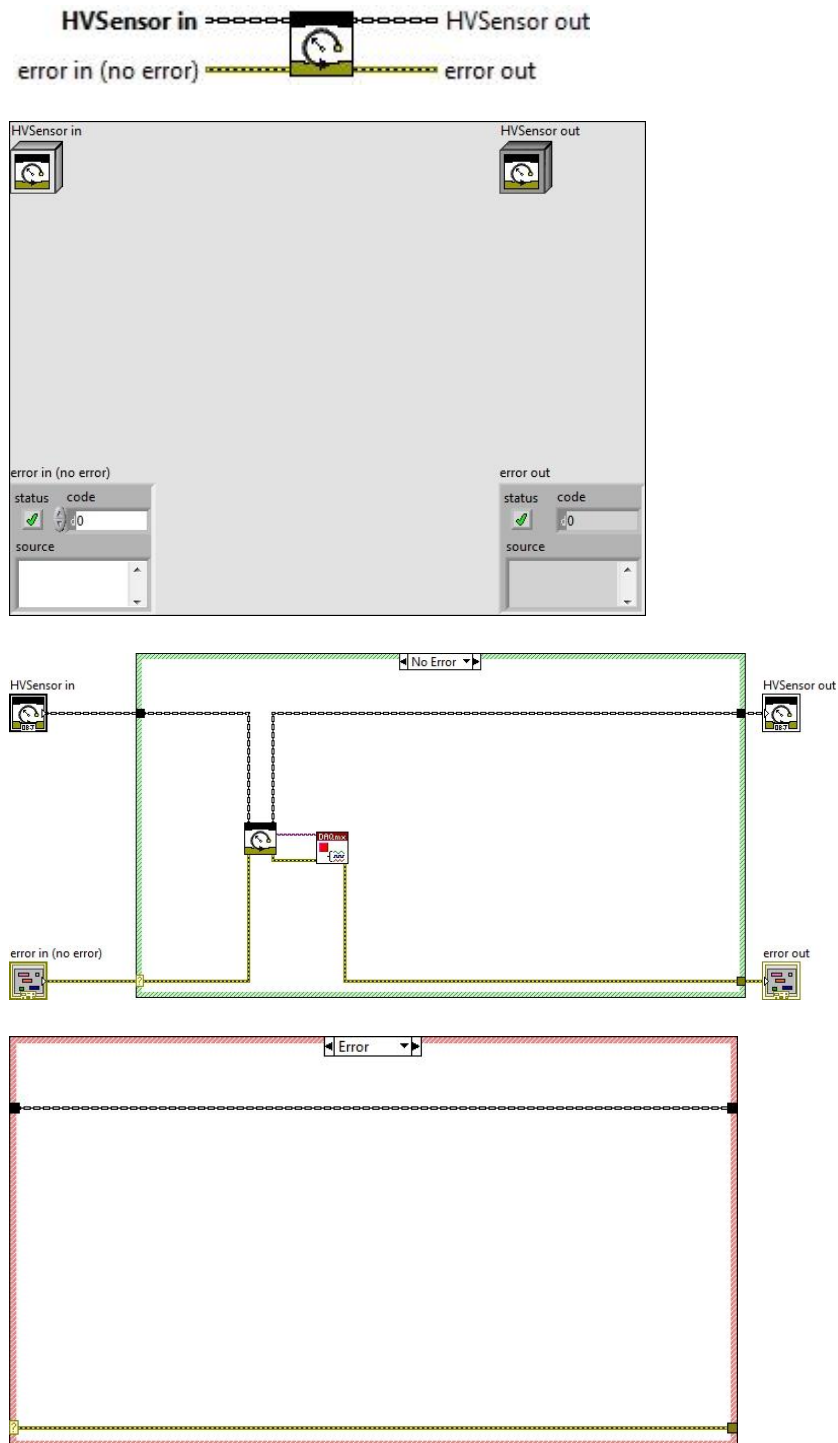 HVSensor in HVSensor out
error in (no error) error out
HVSensor in HVSensor out
error in (no error) error out
status code status code
0 0
source source
No Error
HVSensor in HVSensor out
OBJ OBJ
DAQmx
error in (no error) error out
?
Error
?